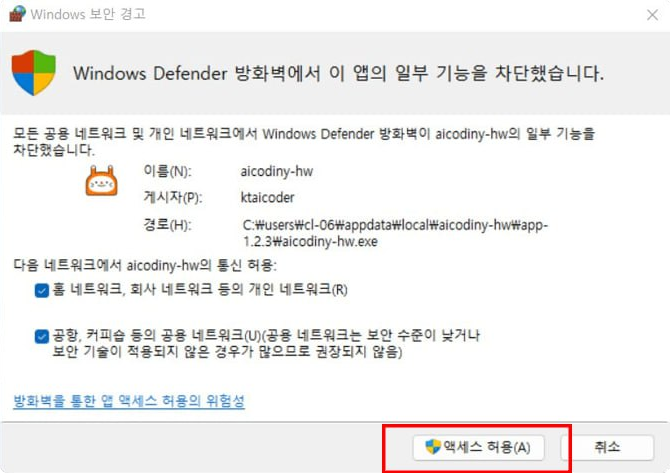 Windows 보안 경고
Windows Defender 방화벽에서 이 앱의 일부 기능을 차단했습니다.
모든 공용 네트워크 및 개인 네트워크에서 Windows Defender 방화벽이 aicodiny-hw의 일부 기능을
차단했습니다.
이름(N): aicodiny-hw
게시자(P): ktaicoder
경로(H): C:₩users₩cl-06₩appdata₩local₩aicodiny-hw₩app-
1.2.3₩aicodiny-hw.exe
다음 네트워크에서 aicodiny-hw의 통신 허용:
홈 네트워크, 회사 네트워크 등의 개인 네트워크(R)
공항, 커피숍 등의 공용 네트워크(U)(공용 네트워크는 보안 수준이 낮거나
보안 기술이 적용되지 않은 경우가 많으므로 권장되지 않음)
방화벽을 통한 앱 액세스 허용의 위험성
액세스 허용(A) 취소